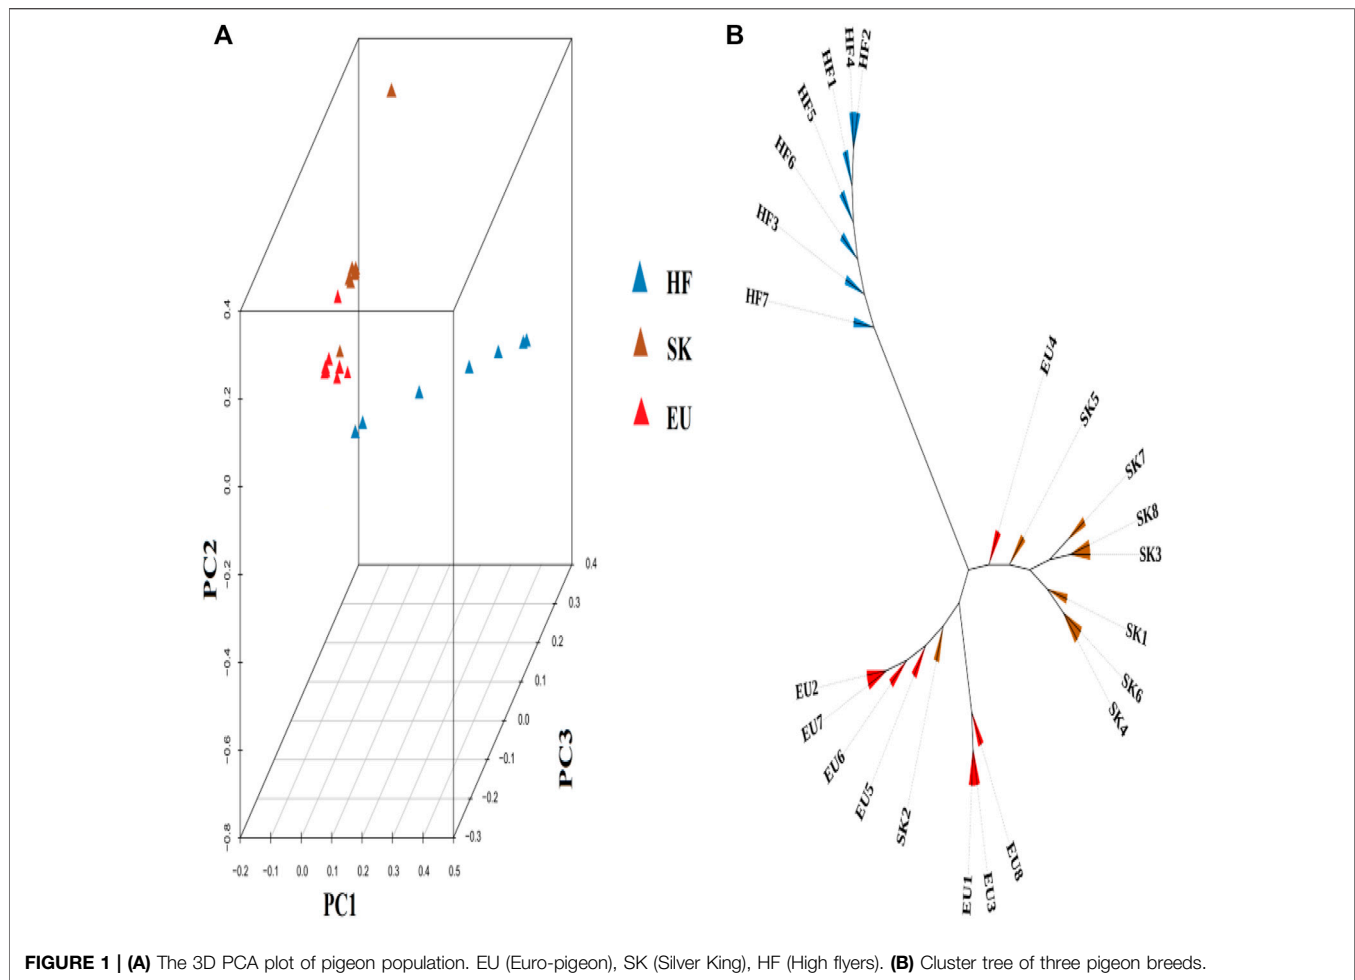 A
B
HF
SK
EU
0.4
0.2
0.0
-0.2
-0.4
-0.6
-0.8
PC2
-0.2 -0.1 0.0 0.1 0.2 0.3 0.4 0.5
PC1
0.4
0.3
0.2
0.1
0.0
-0.1
-0.2
-0.3
PC3
HF4
HF2
HF1
HF5
HF6
HF3
HF7
EU4
SK5
SK7
SK8
SK3
SK1
SK6
SK4
EU2
EU7
EU6
EU5
SK2
EU1
EU3
EU8
FIGURE 1 | (A) The 3D PCA plot of pigeon population. EU (Euro-pigeon), SK (Silver King), HF (High flyers). (B) Cluster tree of three pigeon breeds.